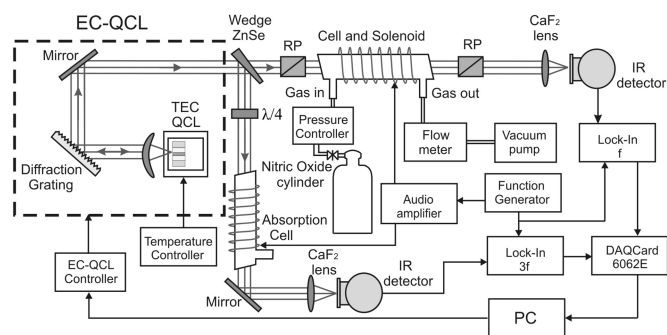 EC-QCL
Mirror
Wedge
ZnSe
RP
Cell and Solenoid
RP
CaF2
lens
IR
detector
TEC
QCL
Gas in
Gas out
λ/4
Pressure
Controller
Flow
meter
Vacuum
pump
Lock-In
f
Diffraction
Grating
Nitric Oxide
cylinder
Function
Generator
Audio
amplifier
Absorption
Cell
Temperature
Controller
EC-QCL
Controller
CaF2
lens
IR
detector
Lock-In
3f
DAQCard
6062E
Mirror
PC